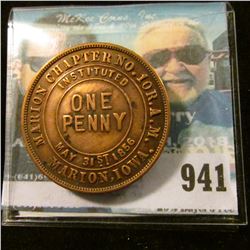 McKee Coins, Inc.
MARION CHAPTER NO. 10 R.A.M.
INSTITUTED
ONE
PENNY
MAY 31ST 1856
MARION, IOWA.
941